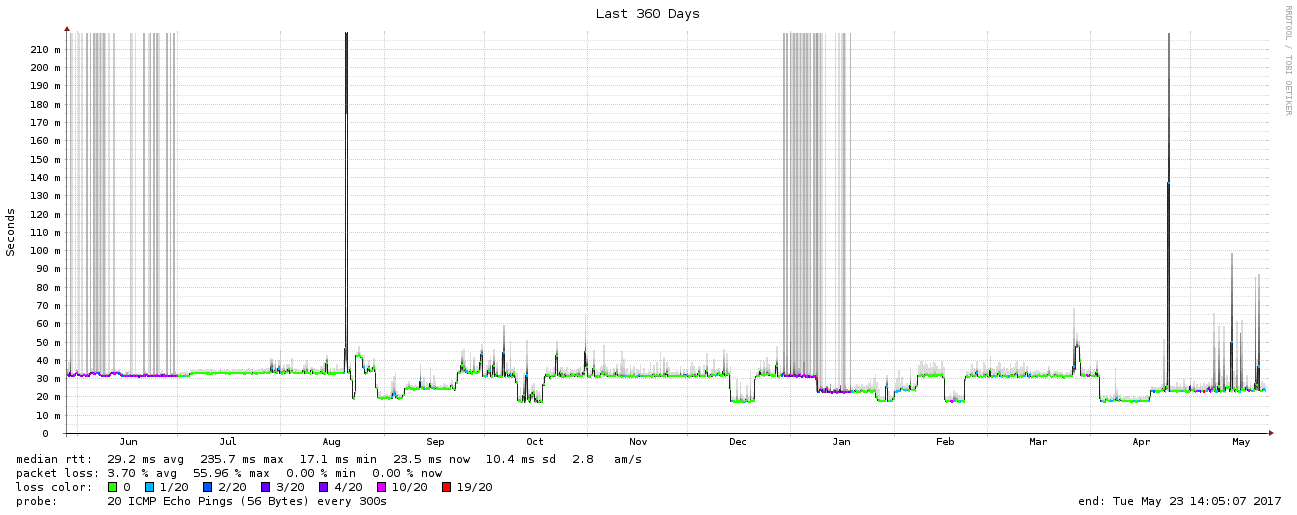 Last 360 Days
RRDTOOL / TOBI OETIKER
Seconds
210 m
200 m
190 m
180 m
170 m
160 m
150 m
140 m
130 m
120 m
110 m
100 m
90 m
80 m
70 m
60 m
50 m
40 m
30 m
20 m
10 m
0
Jun Jul Aug Sep Oct Nov Dec Jan Feb Mar Apr May
median rtt: 29.2 ms avg 235.7 ms max 17.1 ms min 23.5 ms now 10.4 ms sd 2.8 am/s
packet loss: 3.70 % avg 55.96 % max 0.00 % min 0.00 % now
loss color: 0 1/20 2/20 3/20 4/20 10/20 19/20
probe: 20 ICMP Echo Pings (56 Bytes) every 300s end: Tue May 23 14:05:07 2017